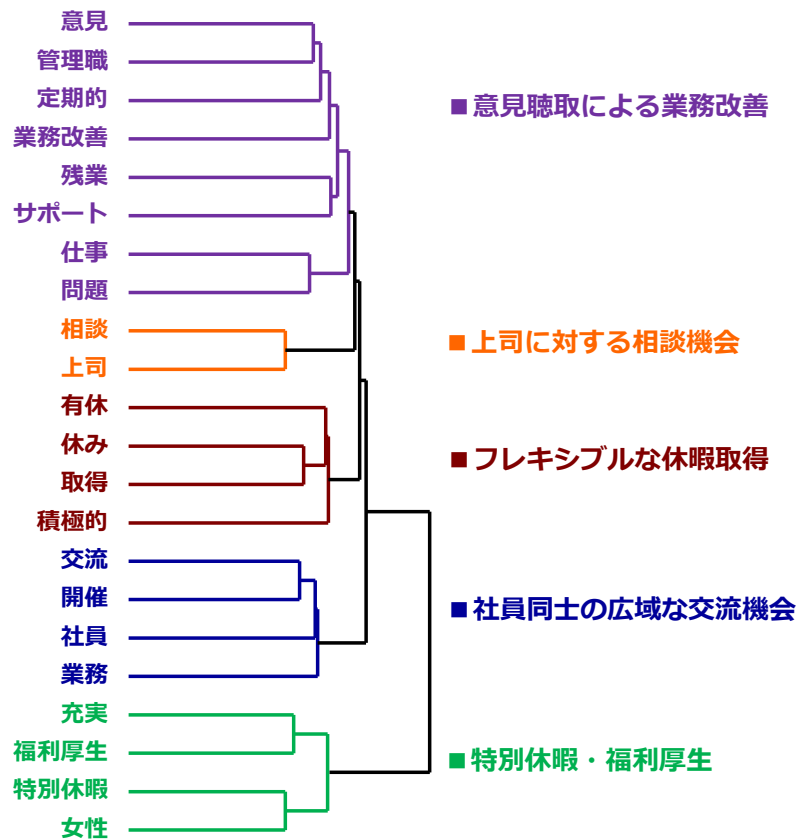 意見
管理職
定期的
■意見聴取による業務改善
業務改善
残業
サポート
仕事
問題
相談
■上司に対する相談機会
上司
有休
休み
■フレキシブルな休暇取得
取得
積極的
交流
開催
■社員同士の広域な交流機会
社員
業務
充実
福利厚生
■特別休暇・福利厚生
特別休暇
女性